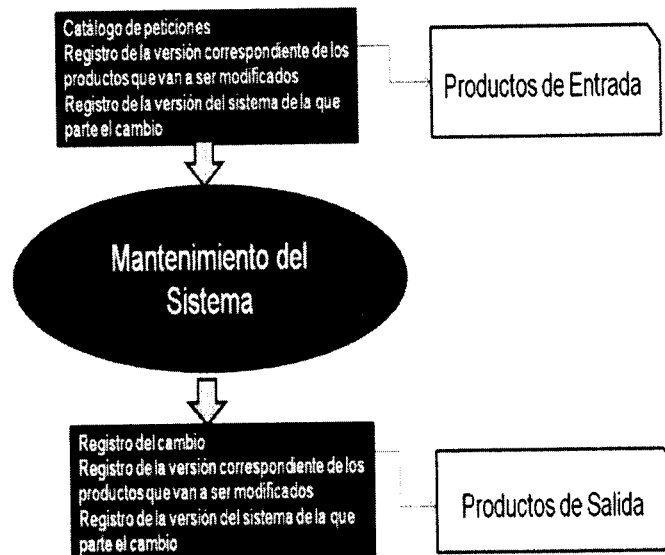 Catálogo de peticiones
Registro de la versión correspondiente de los
productos que van a ser modificados
Registro de la versión del sistema de la que
parte el cambio
Productos de Entrada
Mantenimiento del
Sistema
Registro del cambio
Registro de la versión correspondiente de los
productos que van a ser modificados
Registro de la versión del sistema de la que
parte el cambio
Productos de Salida